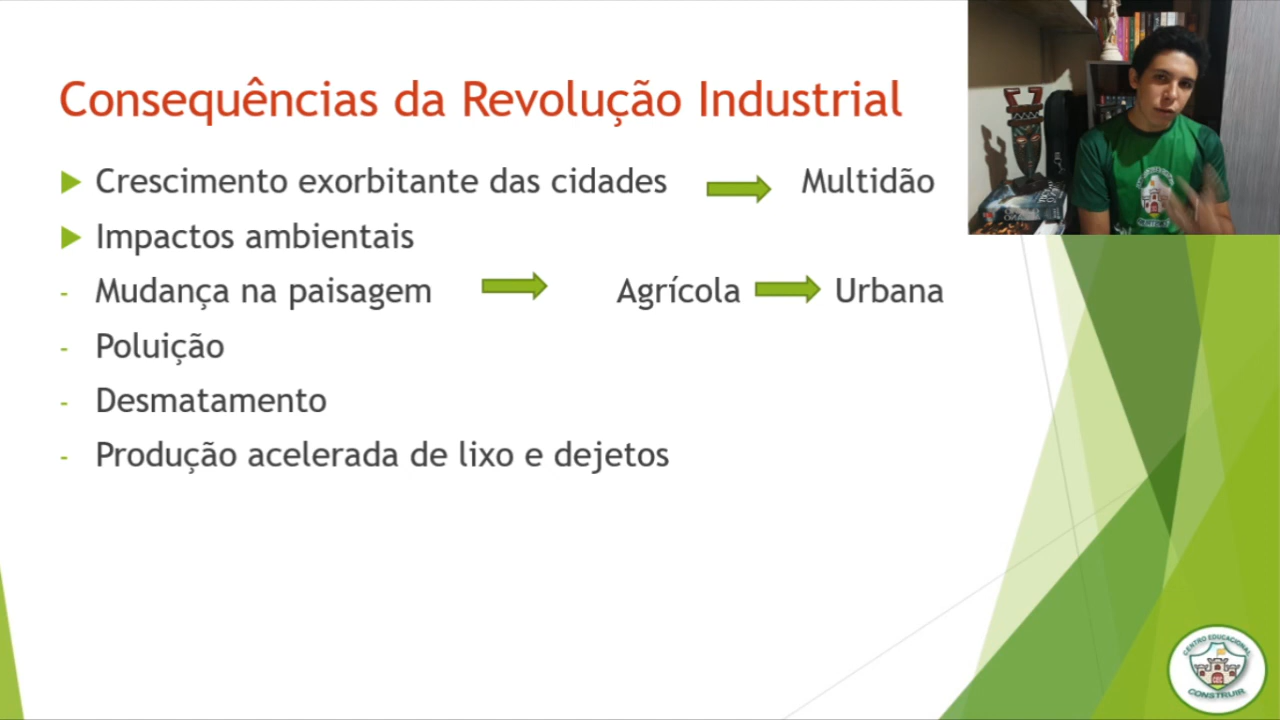 Consequências da Revolução Industrial
Crescimento exorbitante das cidades Multidão
Impactos ambientais
- Mudança na paisagem Agrícola Urbana
- Poluição
- Desmatamento
- Produção acelerada de lixo e dejetos
CENTRO EDUCACIONAL
CONSTRUIR